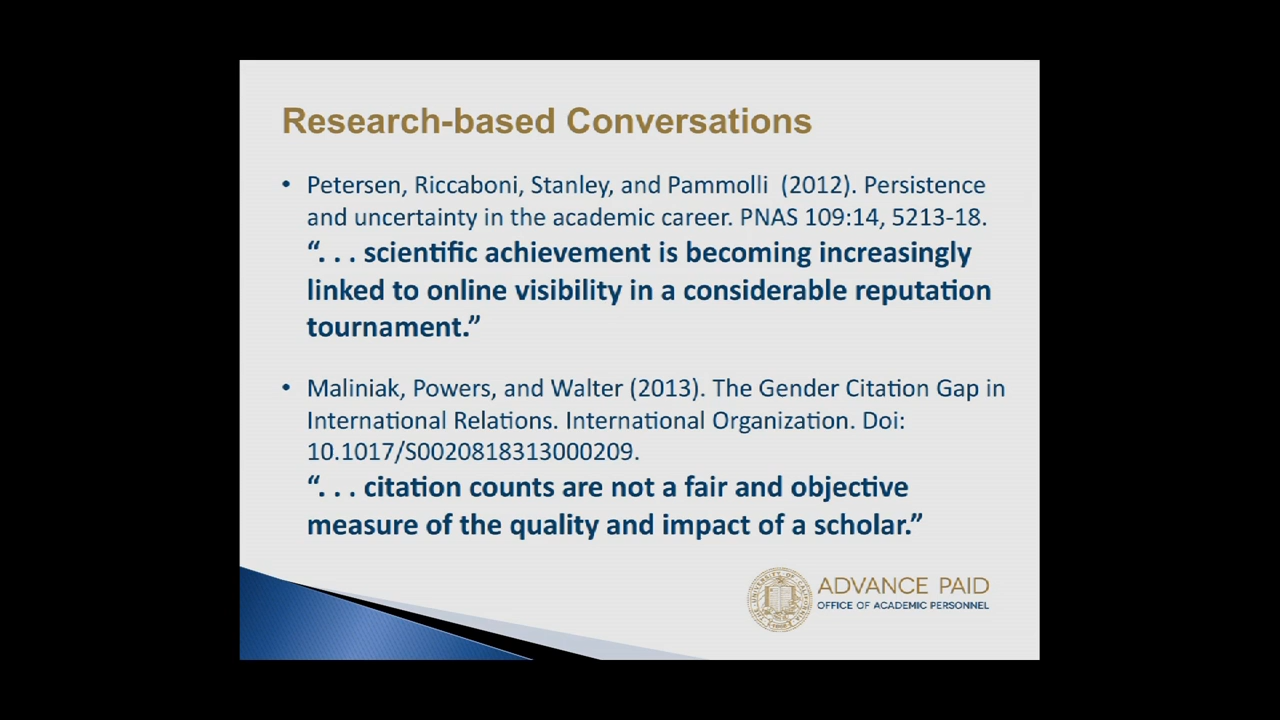 Research-based Conversations
• Petersen, Riccaboni, Stanley, and Pammolli (2012). Persistence
and uncertainty in the academic career. PNAS 109:14, 5213-18.
“. . . scientific achievement is becoming increasingly
linked to online visibility in a considerable reputation
tournament.”
• Maliniak, Powers, and Walter (2013). The Gender Citation Gap in
International Relations. International Organization. Doi:
10.1017/S0020818313000209.
“. . . citation counts are not a fair and objective
measure of the quality and impact of a scholar.”
ADVANCE PAID
OFFICE OF ACADEMIC PERSONNEL